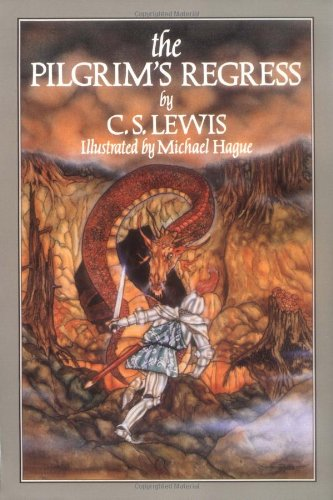 the
PILGRIM'S REGRESS
by
C. S. LEWIS
Illustrated by Michael Hague